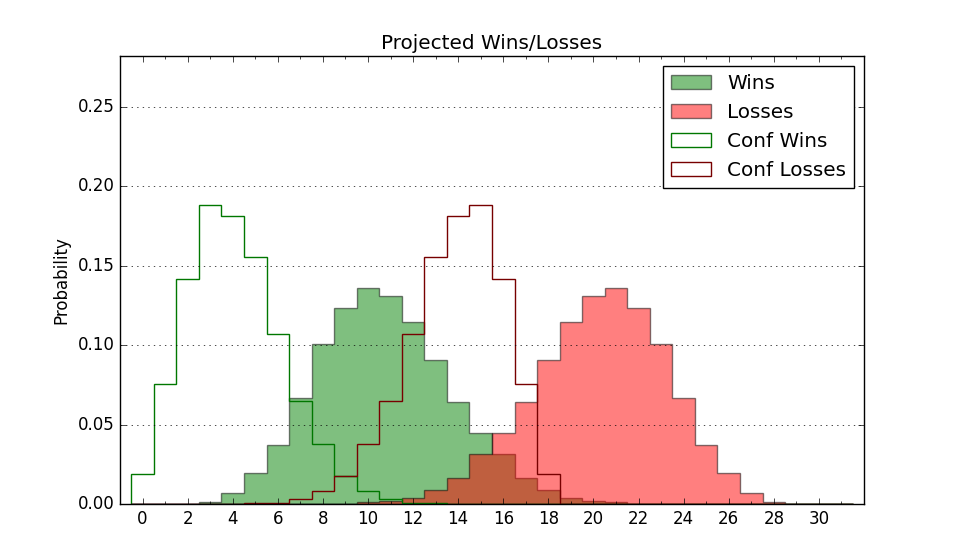 Projected Wins/Losses
Wins
Losses
Conf Wins
Conf Losses
Probability
0.25
0.20
0.15
0.10
0.05
0.00
0 2 4 6 8 10 12 14 16 18 20 22 24 26 28 30